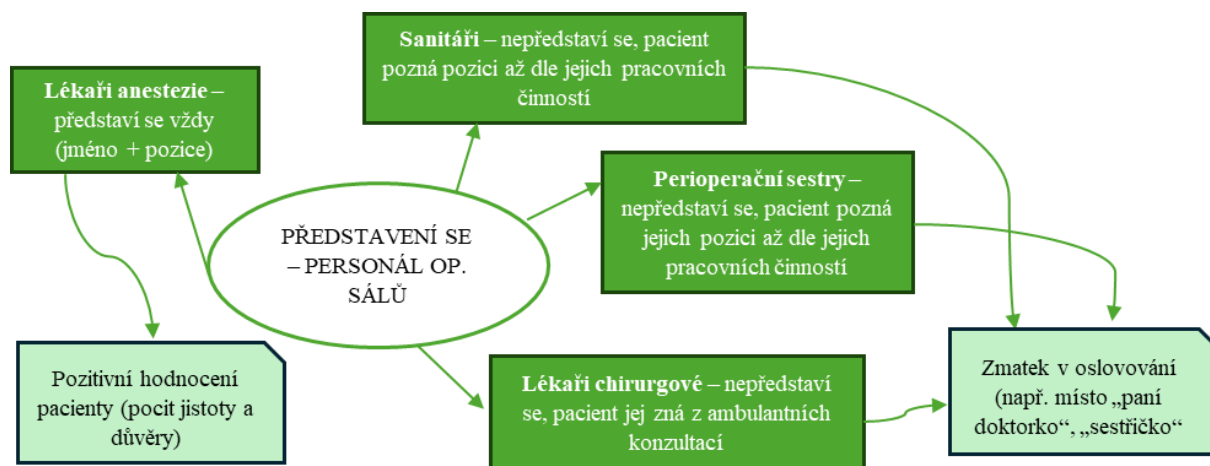 Sanitáři – nepředstaví se, pacient
pozná pozici až dle jejich pracovních
činností
Lékaři anestezie –
představí se vždy
(jméno + pozice)
Perioperační sestry –
nepředstaví se, pacient pozná
jejich pozici až dle jejich
pracovních činností
PŘEDSTAVENÍ SE
– PERSONÁL OP.
SÁLŮ
Pozitivní hodnocení
pacienty (pocit jistoty a
důvěry)
Lékaři chirurgové – nepředstaví
se, pacient jej zná z ambulantních
konzultací
Zmatek v oslovování
(např. místo „paní
doktorko“, „sestřičko“